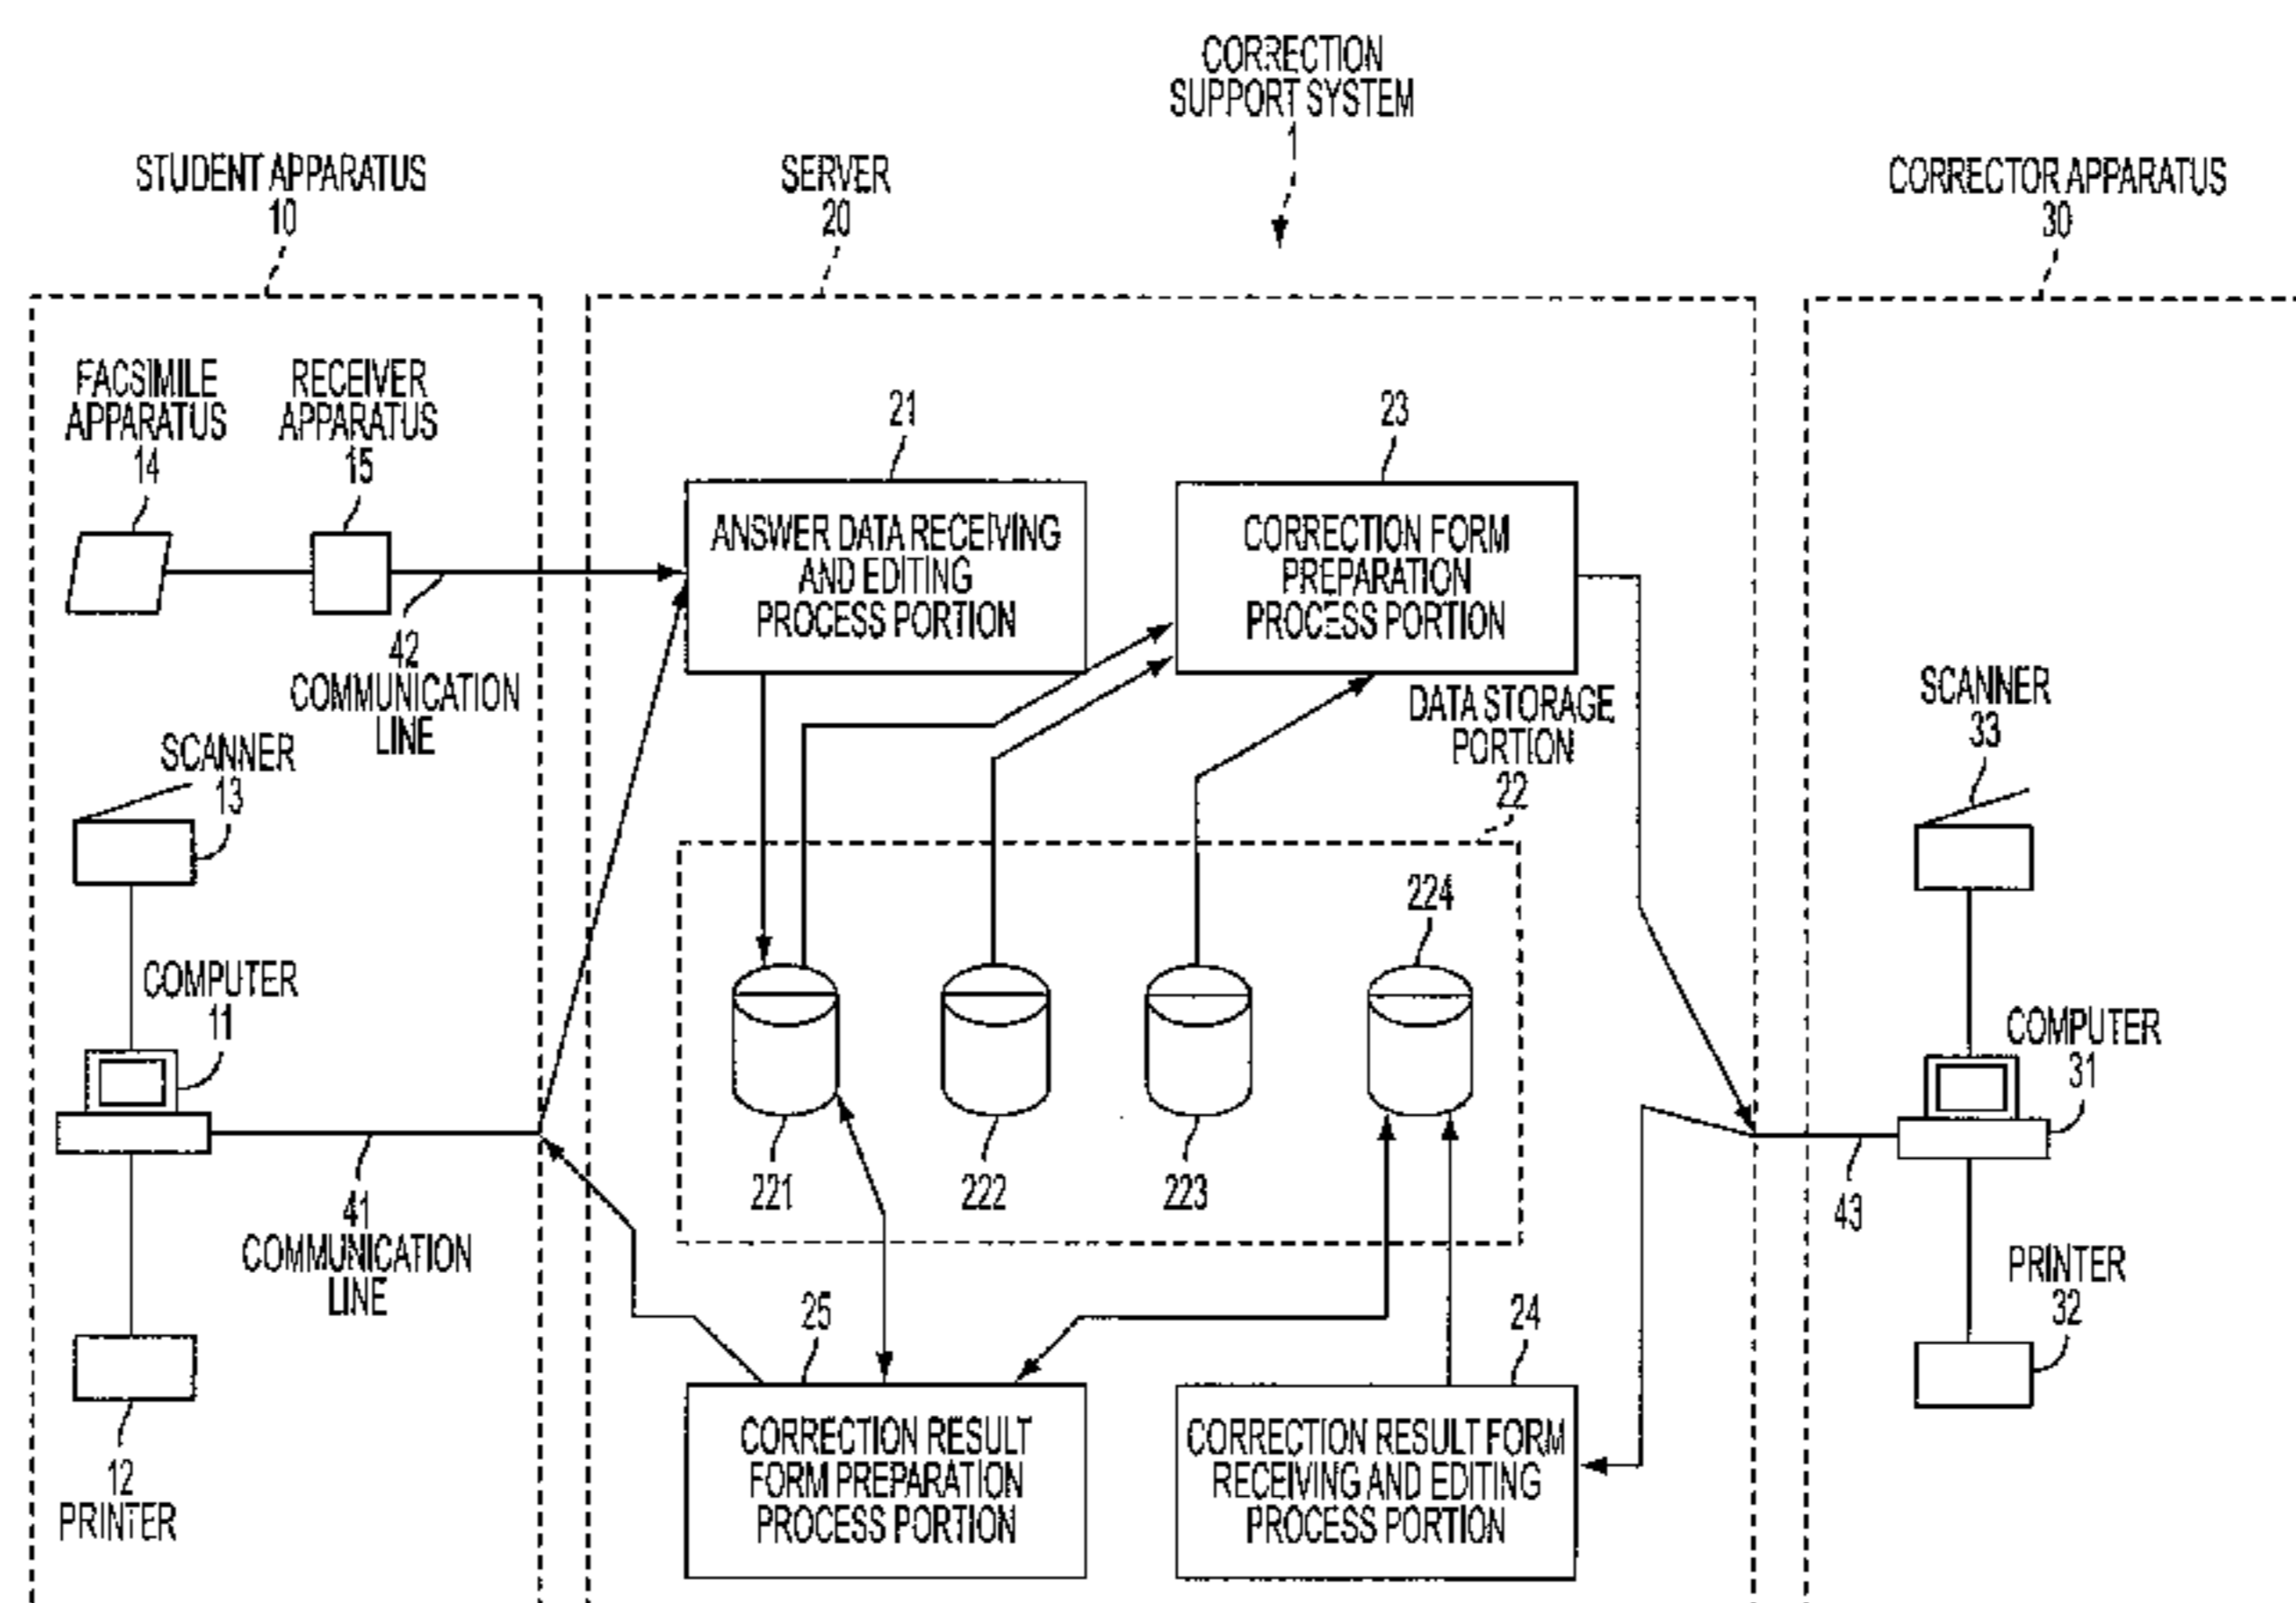 CORRECTION
SUPPORT SYSTEM
1
STUDENT APPARATUS
10
SERVER
20
CORRECTOR APPARATUS
30
FACSIMILE
APPARATUS
14
RECEIVER
APPARATUS
15
42
COMMUNICATION
LINE
SCANNER
13
COMPUTER
11
41
COMMUNICATION
LINE
12
PRINTER
21
ANSWER DATA RECEIVING
AND EDITING
PROCESS PORTION
23
CORRECTION FORM
PREPARATION
PROCESS PORTION
DATA STORAGE
PORTION
22
221
222
223
224
25
CORRECTION RESULT
FORM PREPARATION
PROCESS PORTION
24
CORRECTION RESULT FORM
RECEIVING AND EDITING
PROCESS PORTION
SCANNER
33
COMPUTER
31
43
PRINTER
32